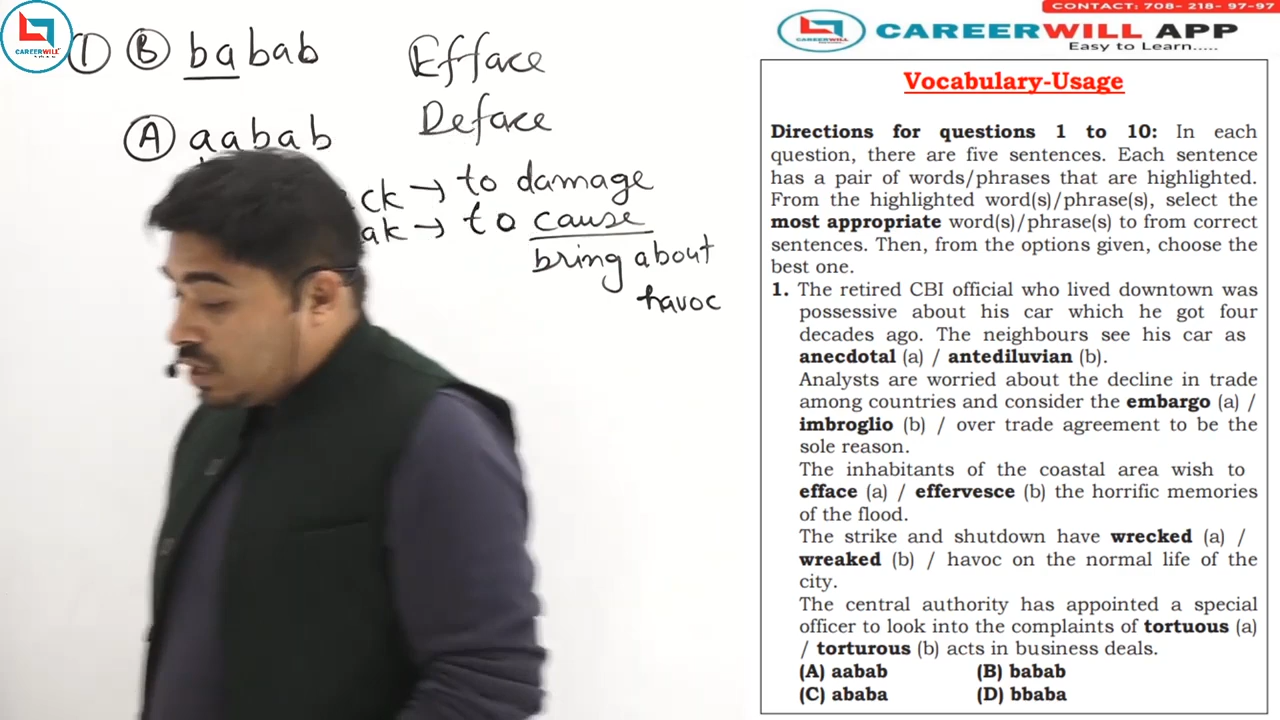 CONTACT: 708- 218- 97-97
CAREERWILL APP
Easy to Learn.....
CAREERWILL
① Ⓑ babab
Ⓐ aabab
Efface
Deface
ck → to damage
ak → to cause
bring about
havoc
Vocabulary-Usage
Directions for questions 1 to 10: In each
question, there are five sentences. Each sentence
has a pair of words/phrases that are highlighted.
From the highlighted word(s)/phrase(s), select the
most appropriate word(s)/phrase(s) to from correct
sentences. Then, from the options given, choose the
best one.
1. The retired CBI official who lived downtown was
possessive about his car which he got four
decades ago. The neighbours see his car as
anecdotal (a) / antediluvian (b).
Analysts are worried about the decline in trade
among countries and consider the embargo (a) /
imbroglio (b) / over trade agreement to be the
sole reason.
The inhabitants of the coastal area wish to
efface (a) / effervesce (b) the horrific memories
of the flood.
The strike and shutdown have wrecked (a) /
wreaked (b) / havoc on the normal life of the
city.
The central authority has appointed a special
officer to look into the complaints of tortuous (a)
/ torturous (b) acts in business deals.
(A) aabab (B) babab
(C) ababa (D) bbaba